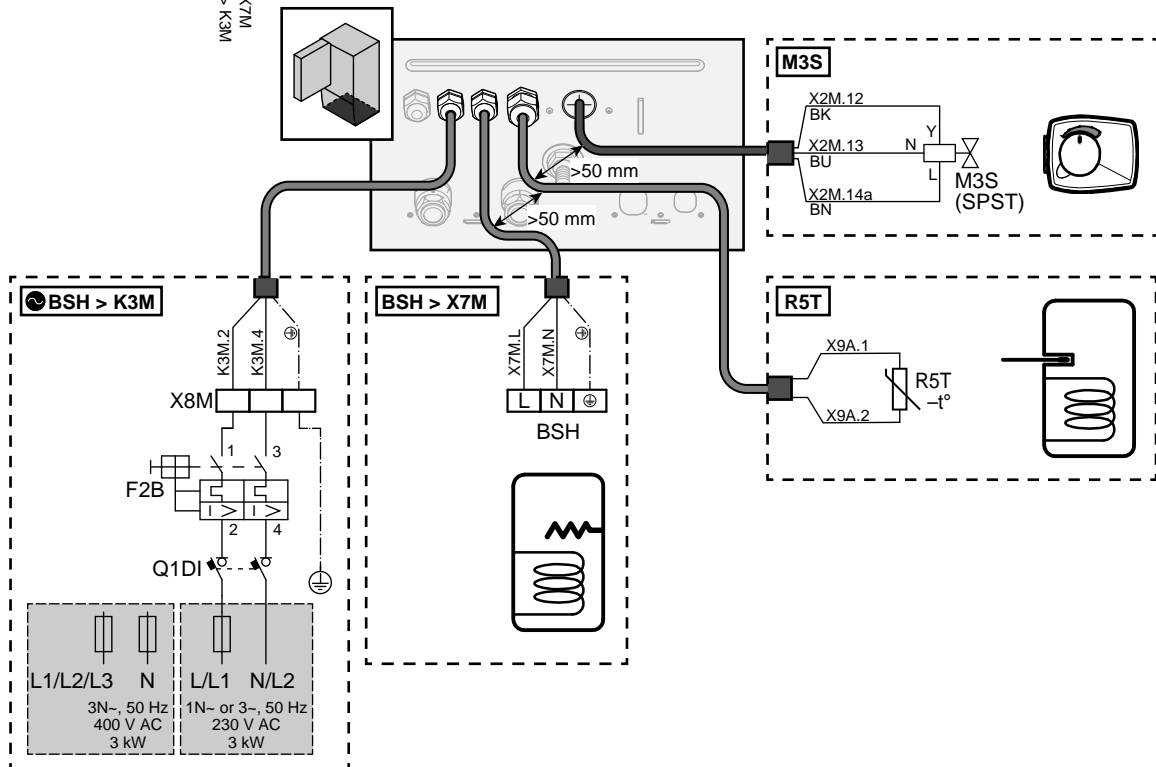 X7M
> K3M
>50 mm
>50 mm
M3S
X2M.12
BK
X2M.13
BU
X2M.14a
BN
Y
N
L
M3S
(SPST)
BSH > K3M
K3M.2
K3M.4
X8M
1
3
F2B
I >
I >
2
4
Q1DI
L1/L2/L3 N
3N~, 50 Hz
400 V AC
3 kW
L/L1 N/L2
1N~ or 3~, 50 Hz
230 V AC
3 kW
BSH > X7M
X7M.L
X7M.N
L N
BSH
R5T
X9A.1
R5T
–t°
X9A.2